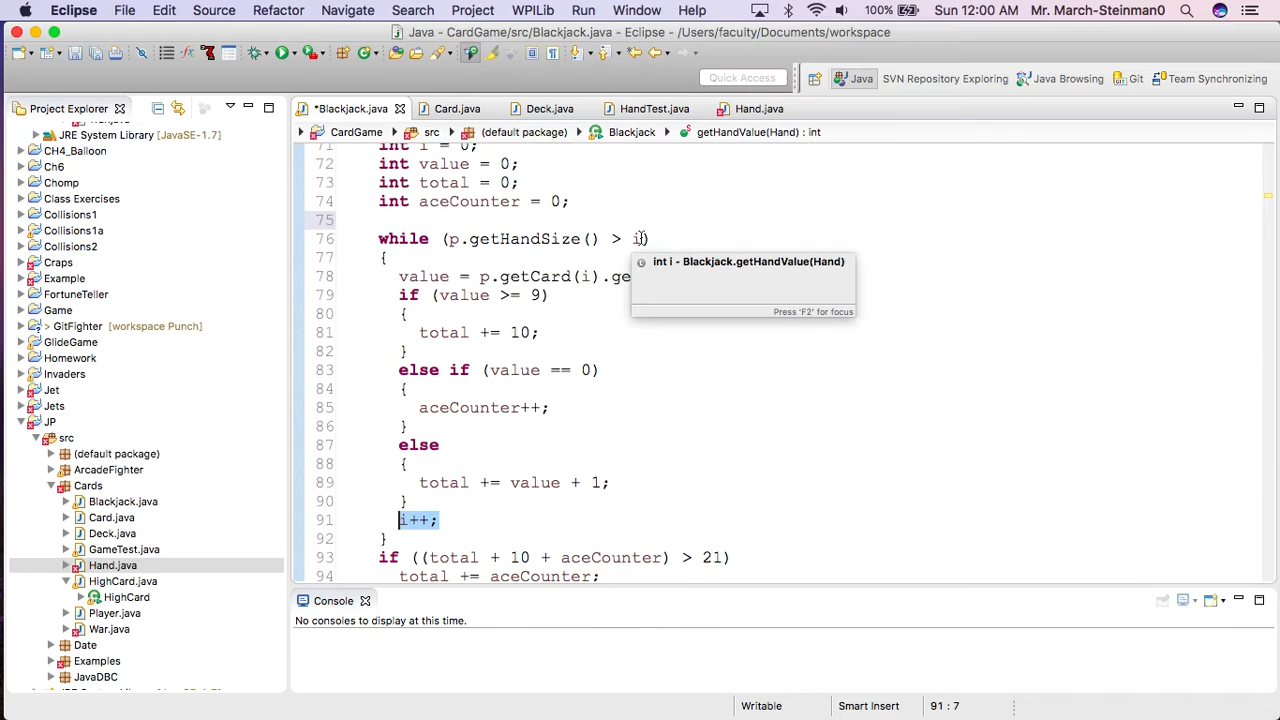 Eclipse File Edit Source Refactor Navigate Search Project WPILib Run Window Help 100% Sun 12:00 AM Mr. March-Steinman0
Java - CardGame/src/Blackjack.java - Eclipse - /Users/faculty/Documents/workspace
Quick Access Java SVN Repository Exploring Java Browsing Git Team Synchronizing
Project Explorer
JRE System Library [JavaSE-1.7]
CH4_Balloon
Ch6
Chomp
Class Exercises
Collisions1
Collisions1a
Collisions2
Craps
Example
FortuneTeller
Game
> GitFighter [workspace Punch]
GlideGame
Homework
Invaders
Jet
Jets
JP
src
(default package)
ArcadeFighter
Cards
Blackjack.java
Card.java
Deck.java
GameTest.java
Hand.java
HighCard.java
HighCard
Player.java
War.java
Date
Examples
JavaDBC
*Blackjack.java Card.java Deck.java HandTest.java Hand.java
CardGame src (default package) Blackjack getHandValue(Hand) : int
71 int i = 0;
72 int value = 0;
73 int total = 0;
74 int aceCounter = 0;
75
76 while (p.getHandSize() > i)
77 {
78 value = p.getCard(i).ge
79 if (value >= 9)
80 {
81 total += 10;
82 }
83 else if (value == 0)
84 {
85 aceCounter++;
86 }
87 else
88 {
89 total += value + 1;
90 }
91 i++;
92 }
93 if ((total + 10 + aceCounter) > 21)
94 total += aceCounter;
int i - Blackjack.getHandValue(Hand)
Press 'F2' for focus
Console
No consoles to display at this time.
Writable Smart Insert 91 : 7